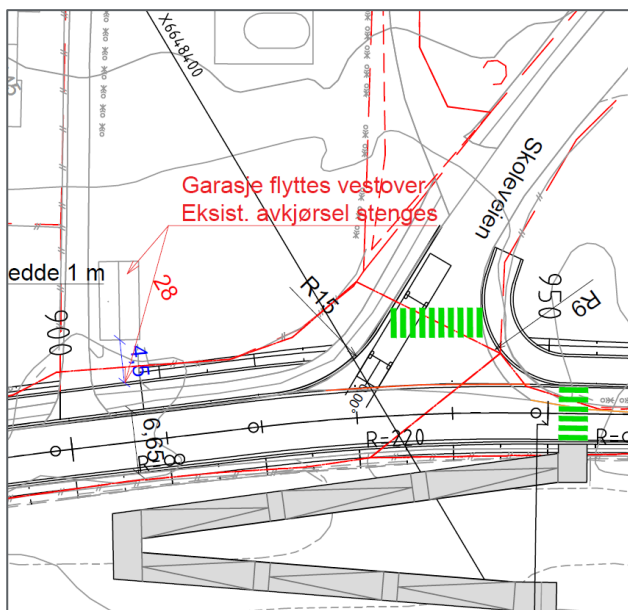 X6648400
Skoleveien
Garasje flyttes vestover
Eksist. avkjørsel stenges
edde 1 m
28
R15
950
R9
900
4,5
6,65
R=220